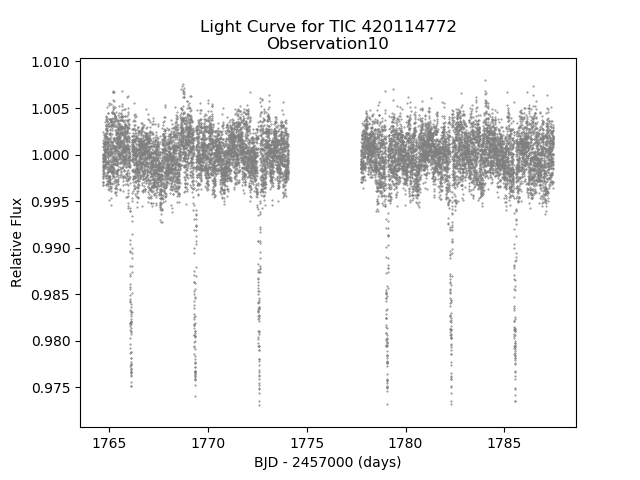 Light Curve for TIC 420114772
Observation10
1.010
1.005
1.000
0.995
0.990
0.985
0.980
0.975
Relative Flux
1765 1770 1775 1780 1785
BJD - 2457000 (days)